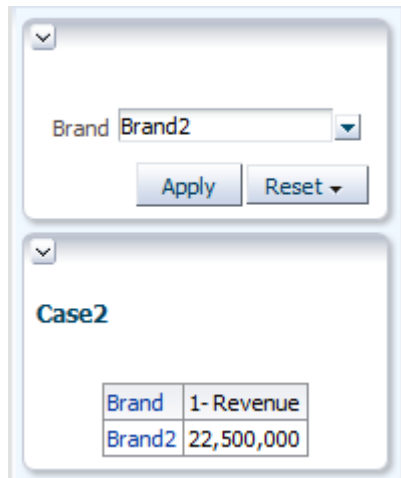 Brand Brand2
Apply Reset
Case2
Brand 1- Revenue
Brand2 22,500,000